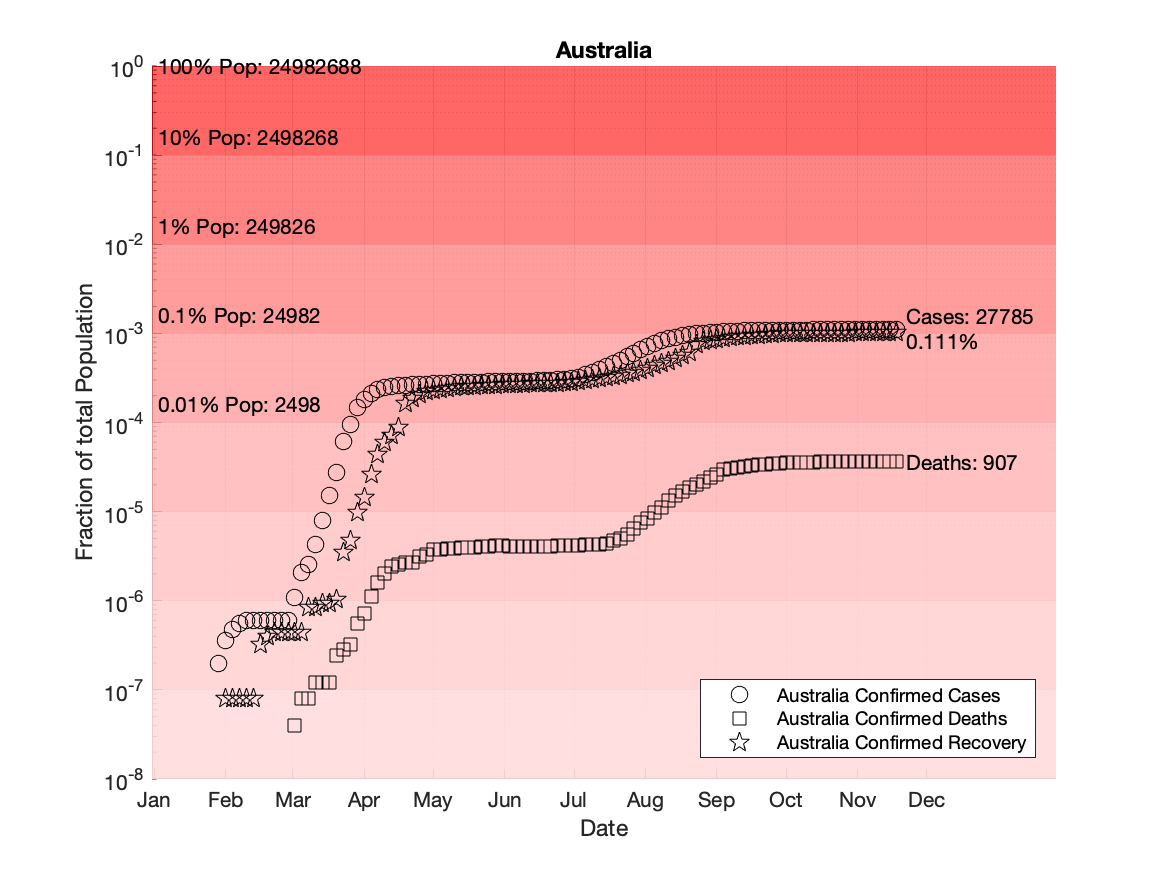 Australia
10^0
100% Pop: 24982688
10% Pop: 2498268
10^-1
1% Pop: 249826
10^-2
0.1% Pop: 24982
10^-3
Cases: 27785
0.111%
0.01% Pop: 2498
10^-4
Deaths: 907
10^-5
10^-6
10^-7
10^-8
Fraction of total Population
Australia Confirmed Cases
Australia Confirmed Deaths
Australia Confirmed Recovery
Jan Feb Mar Apr May Jun Jul Aug Sep Oct Nov Dec
Date